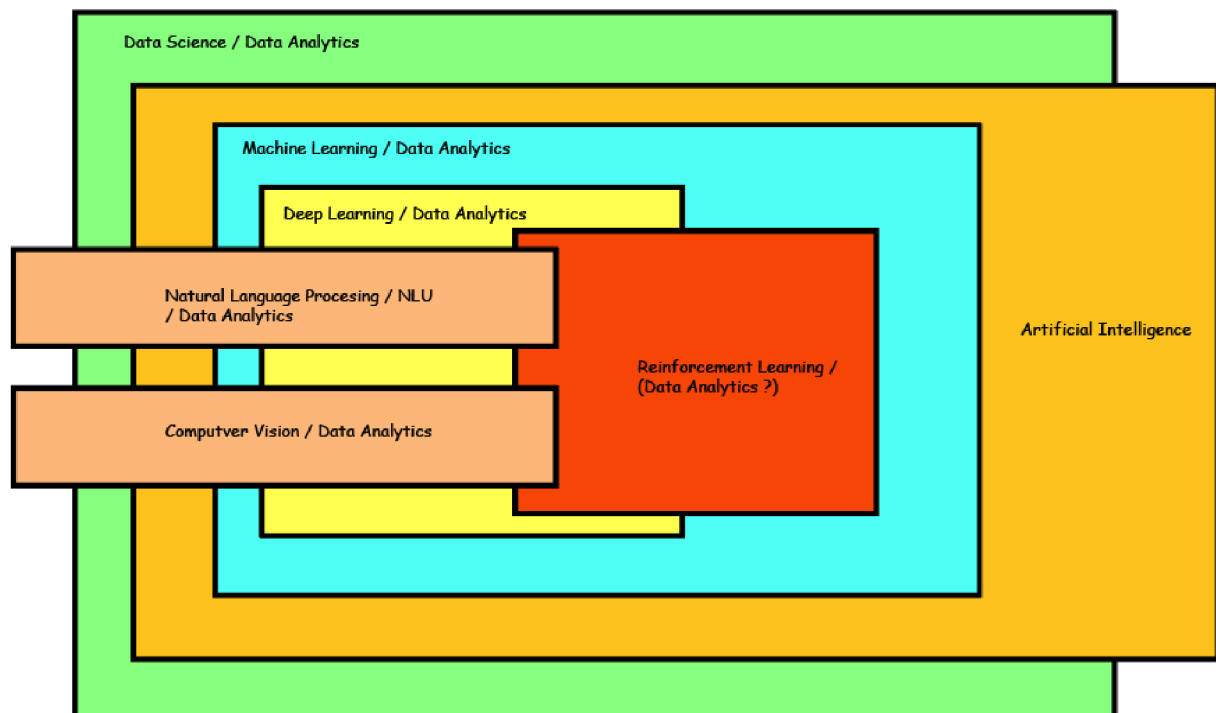 Data Science / Data Analytics
Machine Learning / Data Analytics
Deep Learning / Data Analytics
Natural Language Procesing / NLU
/ Data Analytics
Artificial Intelligence
Reinforcement Learning /
(Data Analytics ?)
Computver Vision / Data Analytics